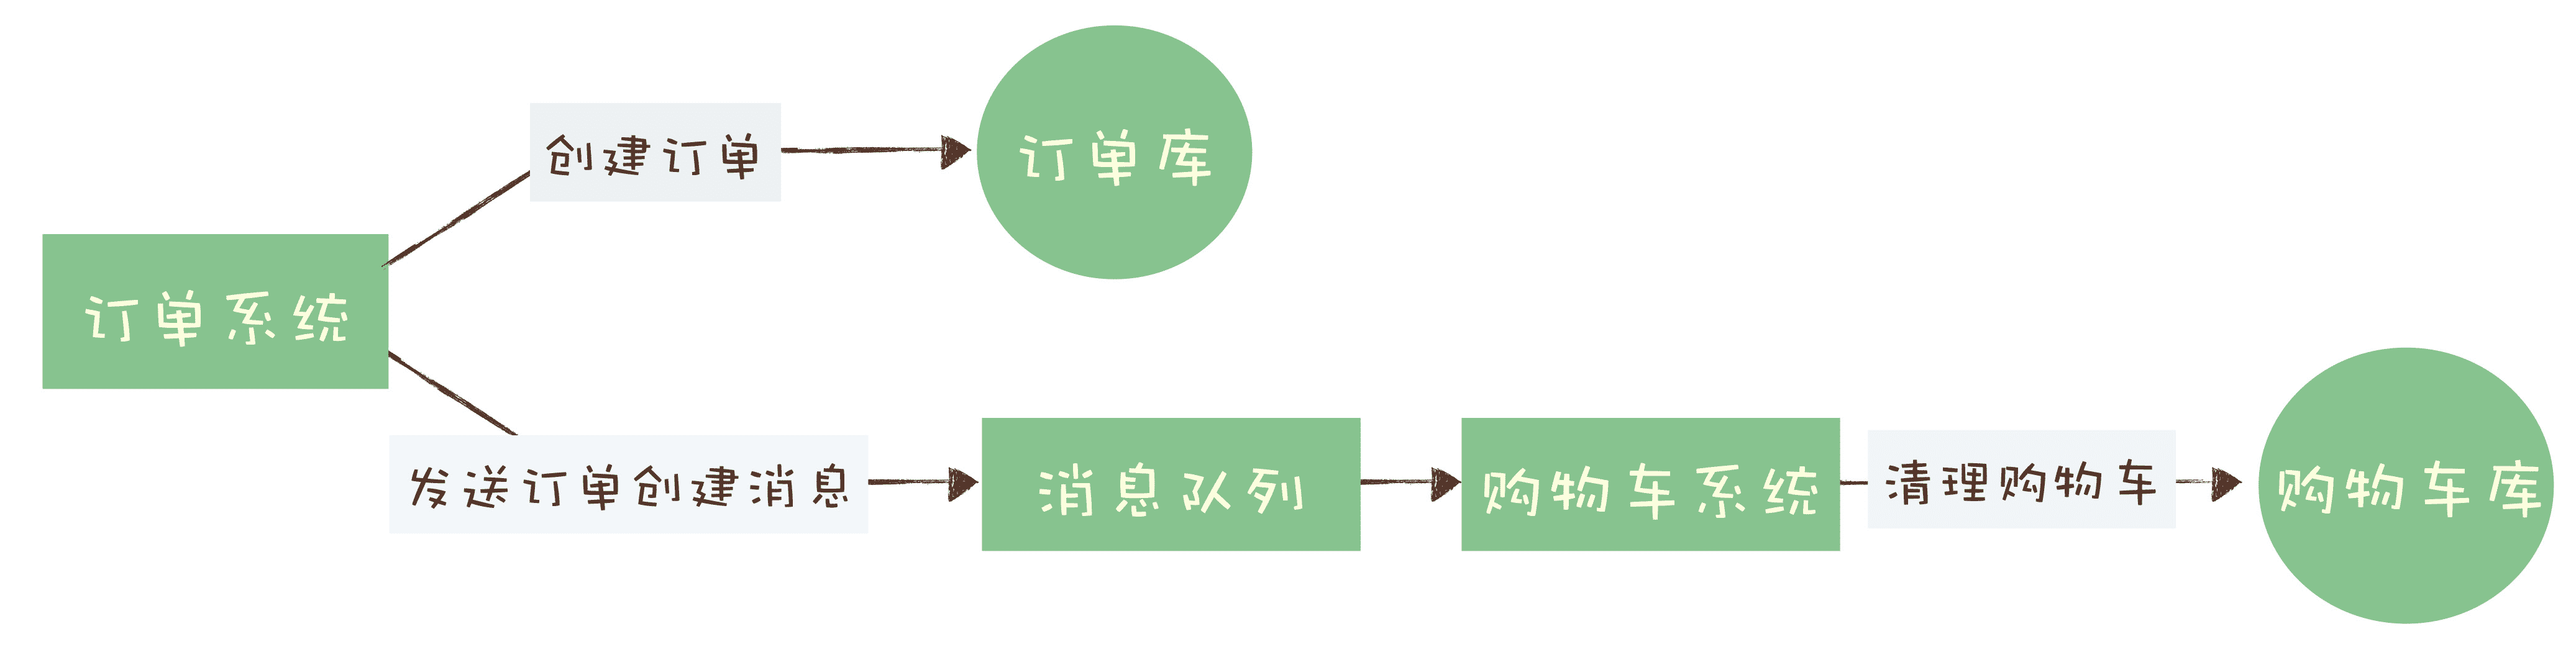 创建订单
订单库
订单系统
发送订单创建消息
消息队列
购物车系统
清理购物车
购物车库